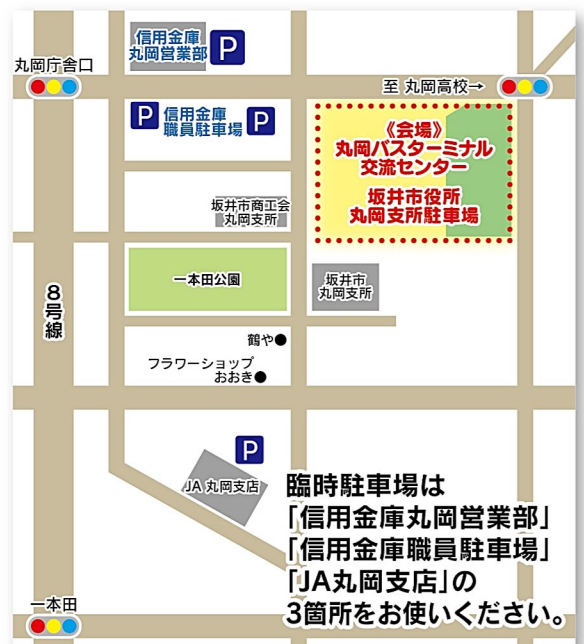 信用金庫
丸岡営業部
P
丸岡庁舎口
至 丸岡高校→
P
信用金庫
職員駐車場
P
《会場》
丸岡バスターミナル
交流センター
坂井市役所
丸岡支所駐車場
坂井市商工会
丸岡支所
一本田公園
坂井市
丸岡支所
8号線
鶴や●
フラワーショップ
おおき●
P
JA 丸岡支店
臨時駐車場は
「信用金庫丸岡営業部」
「信用金庫職員駐車場」
「JA丸岡支店」の
3箇所をお使いください。
一本田